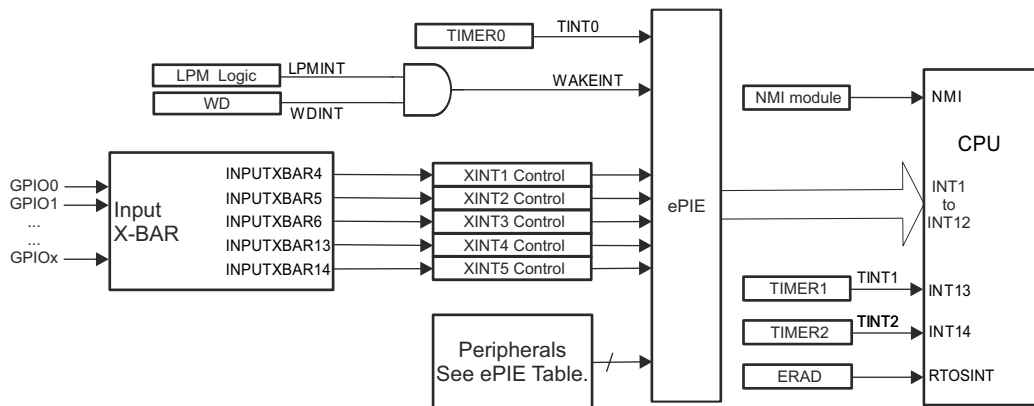 TIMER0
TINT0
LPM Logic
LPMINT
WD
WDINT
WAKEINT
GPIO0
GPIO1
...
...
GPIOx
Input
X-BAR
INPUTXBAR4
INPUTXBAR5
INPUTXBAR6
INPUTXBAR13
INPUTXBAR14
XINT1 Control
XINT2 Control
XINT3 Control
XINT4 Control
XINT5 Control
Peripherals
See ePIE Table.
ePIE
NMI module
NMI
CPU
INT1
to
INT12
TIMER1
TINT1
INT13
TIMER2
TINT2
INT14
ERAD
RTOSINT